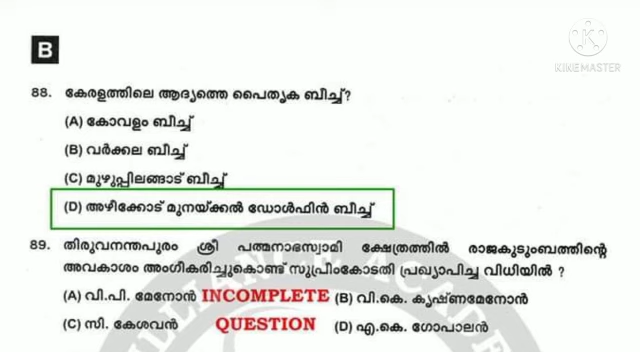 KINEMASTER
B
88. കേരളത്തിലെ ആദ്യത്തെ പൈതൃക ബീച്ച്?
(A) കോവളം ബീച്ച്
(B) വർക്കല ബീച്ച്
(C) മുഴുപ്പിലങ്ങാട് ബീച്ച്
(D) അഴീക്കോട് മുനയ്ക്കൽ ഡോൾഫിൻ ബീച്ച്
89. തിരുവനന്തപുരം ശ്രീ പത്മനാഭസ്വാമി ക്ഷേത്രത്തിൽ രാജകുടുംബത്തിന്റെ
അവകാശം അംഗീകരിച്ചുകൊണ്ട് സുപ്രീംകോടതി പ്രഖ്യാപിച്ച വിധിയിൽ ?
(A) വി.പി. മേനോൻ INCOMPLETE (B) വി.കെ. കൃഷ്ണമേനോൻ
(C) സി. കേശവൻ QUESTION (D) എ.കെ. ഗോപാലൻ